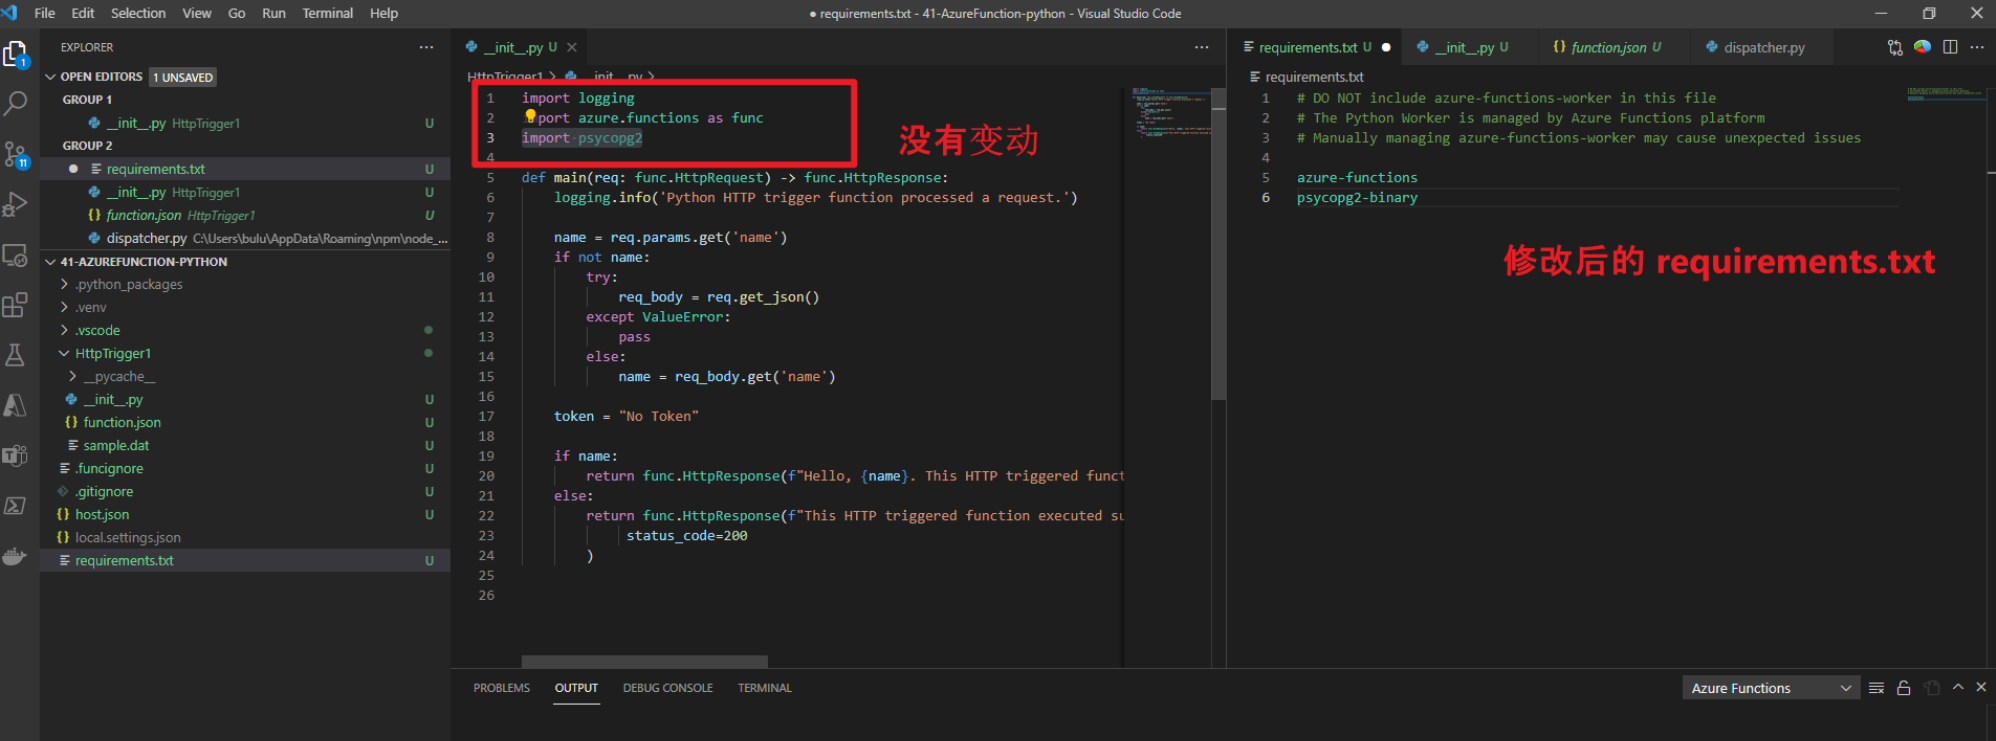 File Edit Selection View Go Run Terminal Help
● requirements.txt - 41-AzureFunction-python - Visual Studio Code
EXPLORER
OPEN EDITORS 1 UNSAVED
GROUP 1
__init__.py HttpTrigger1 U
GROUP 2
requirements.txt U
__init__.py HttpTrigger1 U
{} function.json HttpTrigger1 U
dispatcher.py C:\Users\bulu\AppData\Roaming\npm\node_...
41-AZUREFUNCTION-PYTHON
.python_packages
.venv
.vscode
HttpTrigger1
__pycache__
__init__.py U
{} function.json U
sample.dat U
.funcignore U
.gitignore U
{} host.json U
{} local.settings.json
requirements.txt U
1
11
__init__.py U
HttpTrigger1 > __init__.py >
1 import logging
2 import azure.functions as func
3 import psycopg2
4
5 def main(req: func.HttpRequest) -> func.HttpResponse:
6 logging.info('Python HTTP trigger function processed a request.')
7
8 name = req.params.get('name')
9 if not name:
10 try:
11 req_body = req.get_json()
12 except ValueError:
13 pass
14 else:
15 name = req_body.get('name')
16
17 token = "No Token"
18
19 if name:
20 return func.HttpResponse(f"Hello, {name}. This HTTP triggered funct
21 else:
22 return func.HttpResponse(f"This HTTP triggered function executed su
23 status_code=200
24 )
25
26
没有变动
requirements.txt U ● __init__.py U {} function.json U dispatcher.py
requirements.txt
1 # DO NOT include azure-functions-worker in this file
2 # The Python Worker is managed by Azure Functions platform
3 # Manually managing azure-functions-worker may cause unexpected issues
4
5 azure-functions
6 psycopg2-binary
修改后的 requirements.txt
PROBLEMS OUTPUT DEBUG CONSOLE TERMINAL
Azure Functions